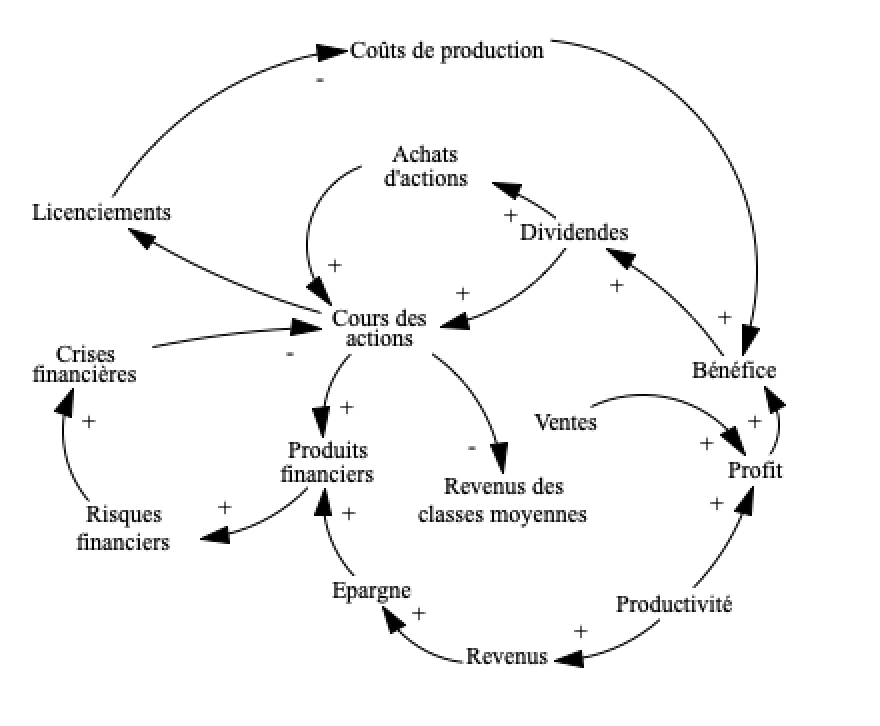 Coûts de production
-
Achats
d'actions
Licenciements
+
Dividendes
+
+
+
+
Cours des
actions
-
Crises
financières
Bénéfice
+
+
Ventes
+
-
+
Produits
financiers
Profit
Revenus des
classes moyennes
+
+
+
Risques
financiers
Epargne
+
Productivité
+
Revenus